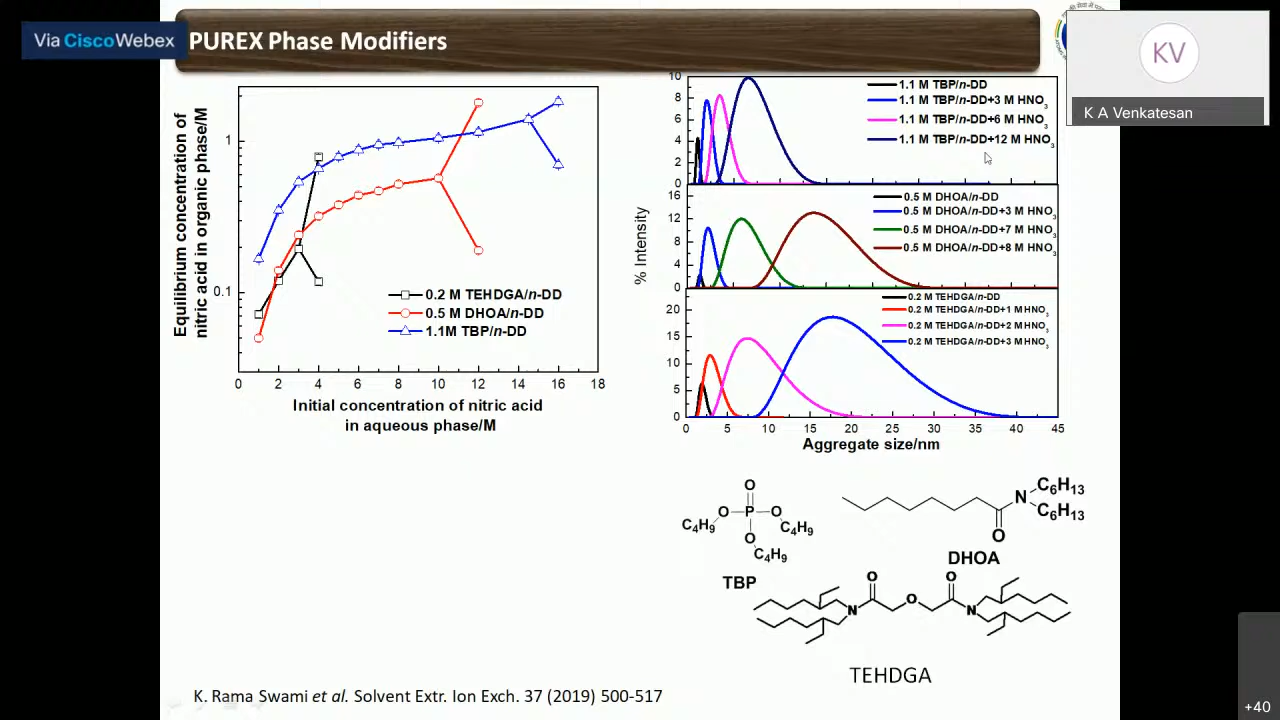 Via CiscoWebex
PUREX Phase Modifiers
KV
K A Venkatesan
Equilibrium concentration of
nitric acid in organic phase/M
1
0.1
0.2 M TEHDGA/n-DD
0.5 M DHOA/n-DD
1.1M TBP/n-DD
0 2 4 6 8 10 12 14 16 18
Initial concentration of nitric acid
in aqueous phase/M
% Intensity
10
8
6
4
2
0
1.1 M TBP/n-DD
1.1 M TBP/n-DD+3 M HNO3
1.1 M TBP/n-DD+6 M HNO3
1.1 M TBP/n-DD+12 M HNO3
16
12
8
4
0
0.5 M DHOA/n-DD
0.5 M DHOA/n-DD+3 M HNO3
0.5 M DHOA/n-DD+7 M HNO3
0.5 M DHOA/n-DD+8 M HNO3
20
15
10
5
0
0.2 M TEHDGA/n-DD
0.2 M TEHDGA/n-DD+1 M HNO3
0.2 M TEHDGA/n-DD+2 M HNO3
0.2 M TEHDGA/n-DD+3 M HNO3
0 5 10 15 20 25 30 35 40 45
Aggregate size/nm
O
O P O
C4H9 C4H9
O
C4H9
TBP
C6H13
N
C6H13
O
DHOA
O O
N O N
TEHDGA
K. Rama Swami et al. Solvent Extr. Ion Exch. 37 (2019) 500-517
+40